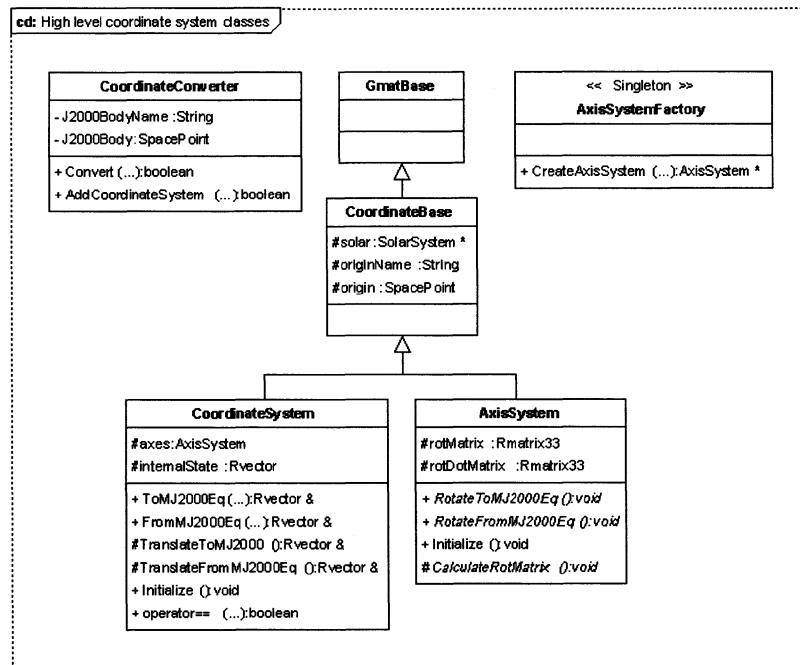 cd: High level coordinate system classes
CoordinateConverter
- J2000BodyName :String
- J2000Body:SpacePoint
+ Convert (...):boolean
+ AddCoordinateSystem (...):boolean
GmatBase
<< Singleton >>
AxisSystemFactory
+ CreateAxisSystem (...):AxisSystem *
CoordinateBase
#solar:SolarSystem *
#originName :String
#origin :SpacePoint
CoordinateSystem
#axes:AxisSystem
#internalState :Rvector
+ ToMJ2000Eq(...):Rvector &
+ FromMJ2000Eq(...):Rvector &
#TranslateToMJ2000 ():Rvector &
#TranslateFromMJ2000Eq ():Rvector &
+ Initialize ():void
+ operator== (...):boolean
AxisSystem
#rotMatrix :Rmatrix33
#rotDotMatrix :Rmatrix33
+ RotateToMJ2000Eq():void
+ RotateFromMJ2000Eq():void
+ Initialize ():void
# CalculateRotMatrix ():void